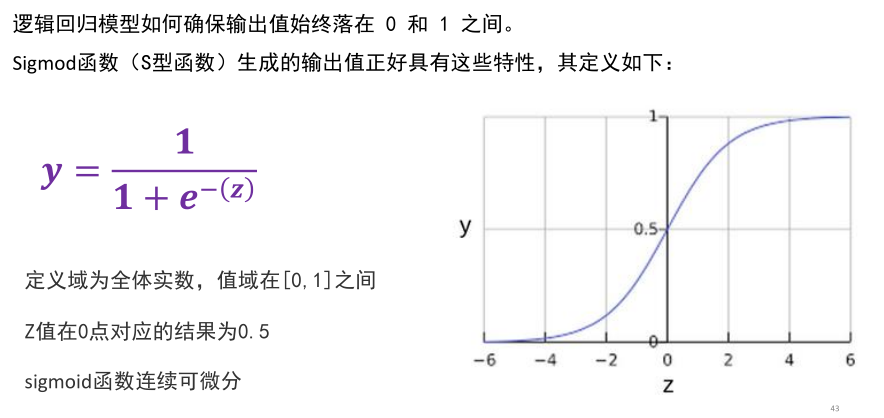 逻辑回归模型如何确保输出值始终落在 0 和 1 之间。
Sigmod函数（S型函数）生成的输出值正好具有这些特性，其定义如下：
y = 1 / (1 + e^−(z))
定义域为全体实数，值域在[0,1]之间
Z值在0点对应的结果为0.5
sigmoid函数连续可微分
1
0.5
0
y
−6 −4 −2 0 2 4 6
z
43